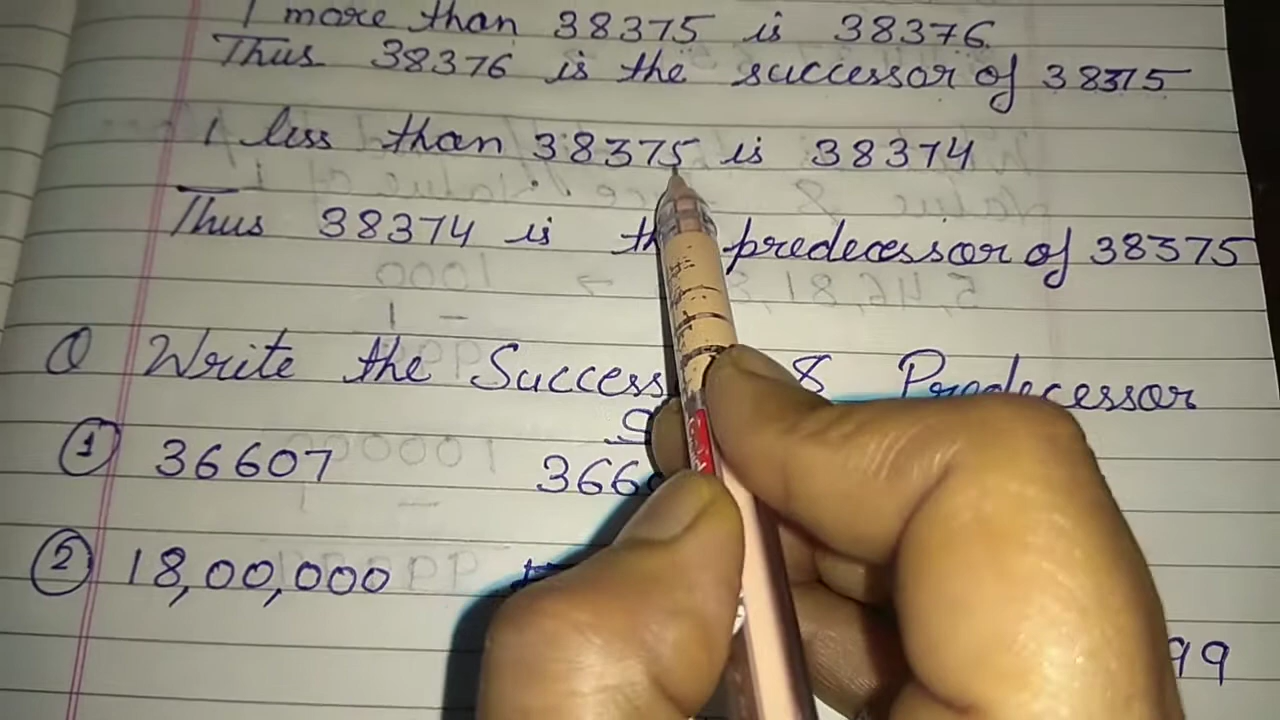 1 more than 38375 is 38376.
Thus 38376 is the successor of 38375
1 less than 38375 is 38374
Thus 38374 is the predecessor of 38375
Q Write the Success & Predecessor
S
1 36607 366
2 18,00,000
99